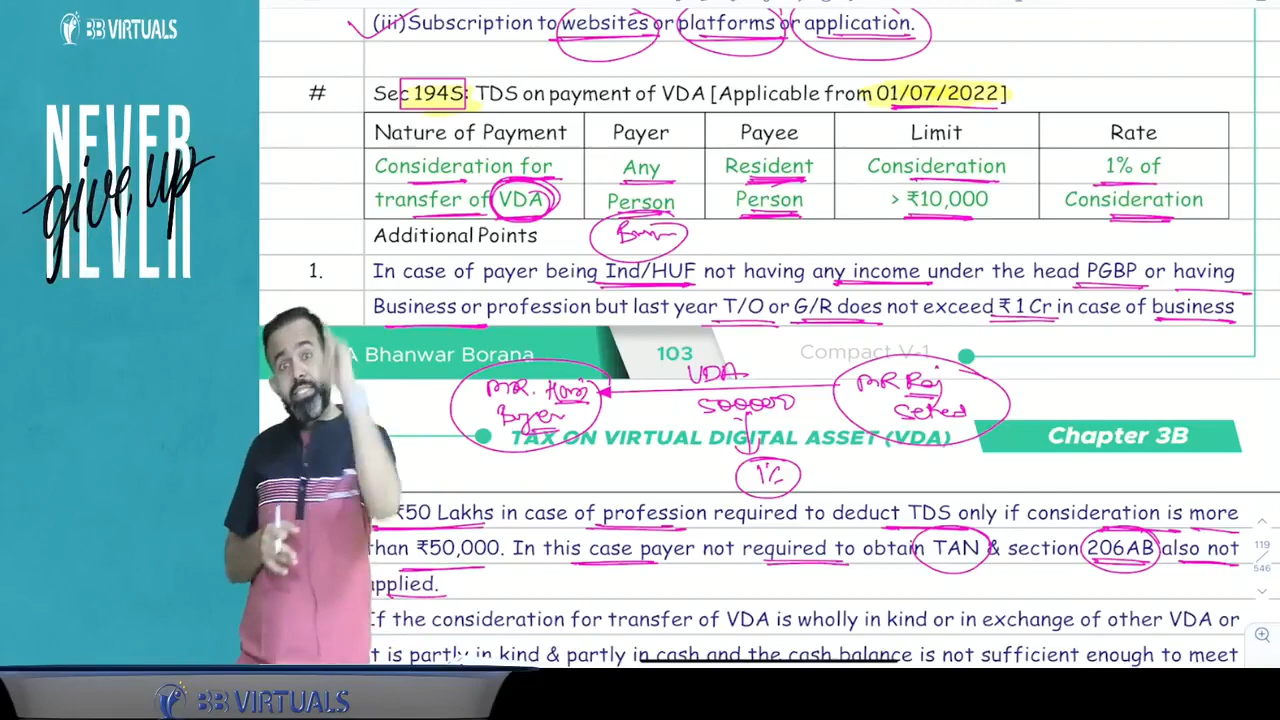 BB VIRTUALS
NEVER
give up
NEVER
(iii)Subscription to websites or platforms or application.
# Sec 194S: TDS on payment of VDA [Applicable from 01/07/2022]
Nature of Payment Payer Payee Limit Rate
Consideration for Any Resident Consideration 1% of
transfer of VDA Person Person > ₹10,000 Consideration
Additional Points
1. In case of payer being Ind/HUF not having any income under the head PGBP or having
Business or profession but last year T/O or G/R does not exceed ₹ 1 Cr in case of business
A Bhanwar Borana 103 Compact V-1
VDA
MR.
Buyer
500000
MR Raj
1%
TAX ON VIRTUAL DIGITAL ASSET (VDA) Chapter 3B
₹50 Lakhs in case of profession required to deduct TDS only if consideration is more
than ₹50,000. In this case payer not required to obtain TAN & section 206AB also not
applied.
If the consideration for transfer of VDA is wholly in kind or in exchange of other VDA or
it is partly in kind & partly in cash and the cash balance is not sufficient enough to meet
119
546
BB VIRTUALS